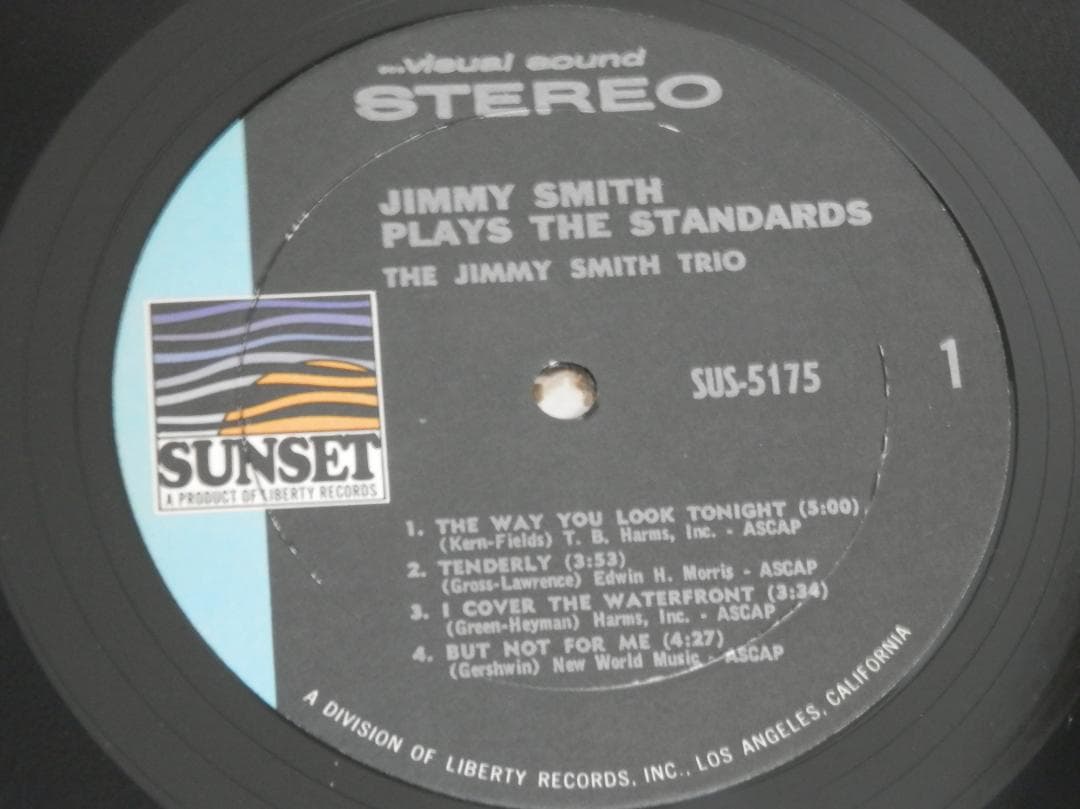 ...visual sound
STEREO
JIMMY SMITH
PLAYS THE STANDARDS
THE JIMMY SMITH TRIO
SUS-5175
1
SUNSET
A PRODUCT OF LIBERTY RECORDS
1. THE WAY YOU LOOK TONIGHT (5:00)
(Kern-Fields) T. B. Harms, Inc. - ASCAP
2. TENDERLY (3:53)
(Gross-Lawrence) Edwin H. Morris - ASCAP
3. I COVER THE WATERFRONT (3:34)
(Green-Heyman) Harms, Inc. - ASCAP
4. BUT NOT FOR ME (4:27)
(Gershwin) New World Music - ASCAP
A DIVISION OF LIBERTY RECORDS, INC., LOS ANGELES, CALIFORNIA